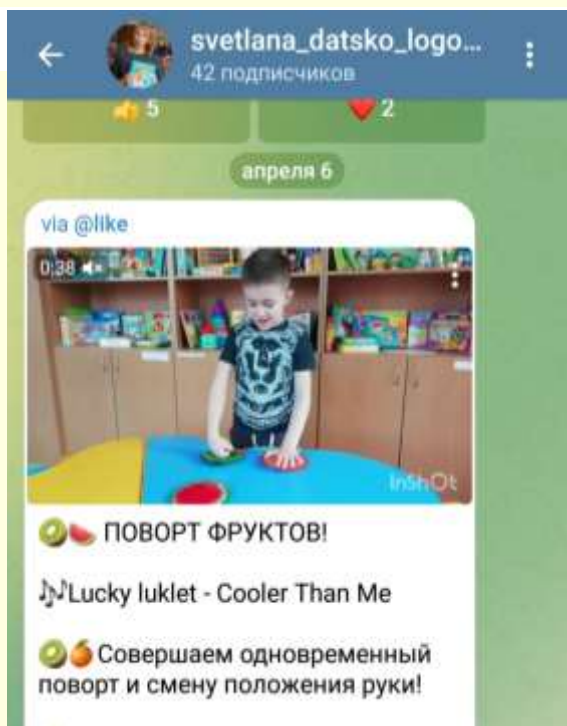 svetlana_datsko_logo...
42 подписчиков
👍 5 ❤️ 2
апреля 6
via @like
0:38
InShOt
🥝🍉 ПОВОРТ ФРУКТОВ!
🎶Lucky luklet - Cooler Than Me
🥝🍊Совершаем одновременный
поворт и смену положения руки!